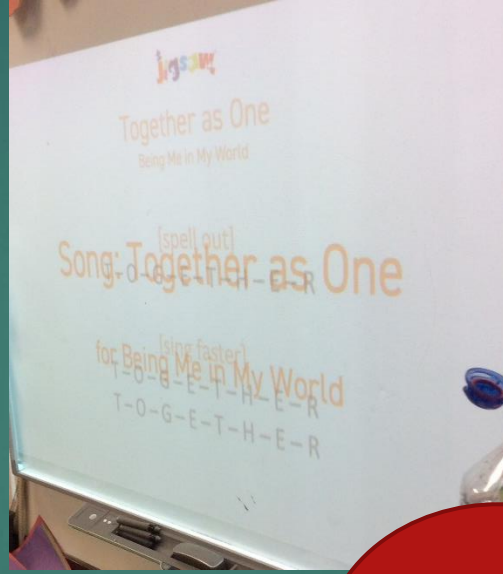 jigsaw
Together as One
Being Me in My World
[spell out]
Song: Together as One
T-O-G-E-T-H-E-R
[sing faster]
for Being Me in My World
T-O-G-E-T-H-E-R
T-O-G-E-T-H-E-R